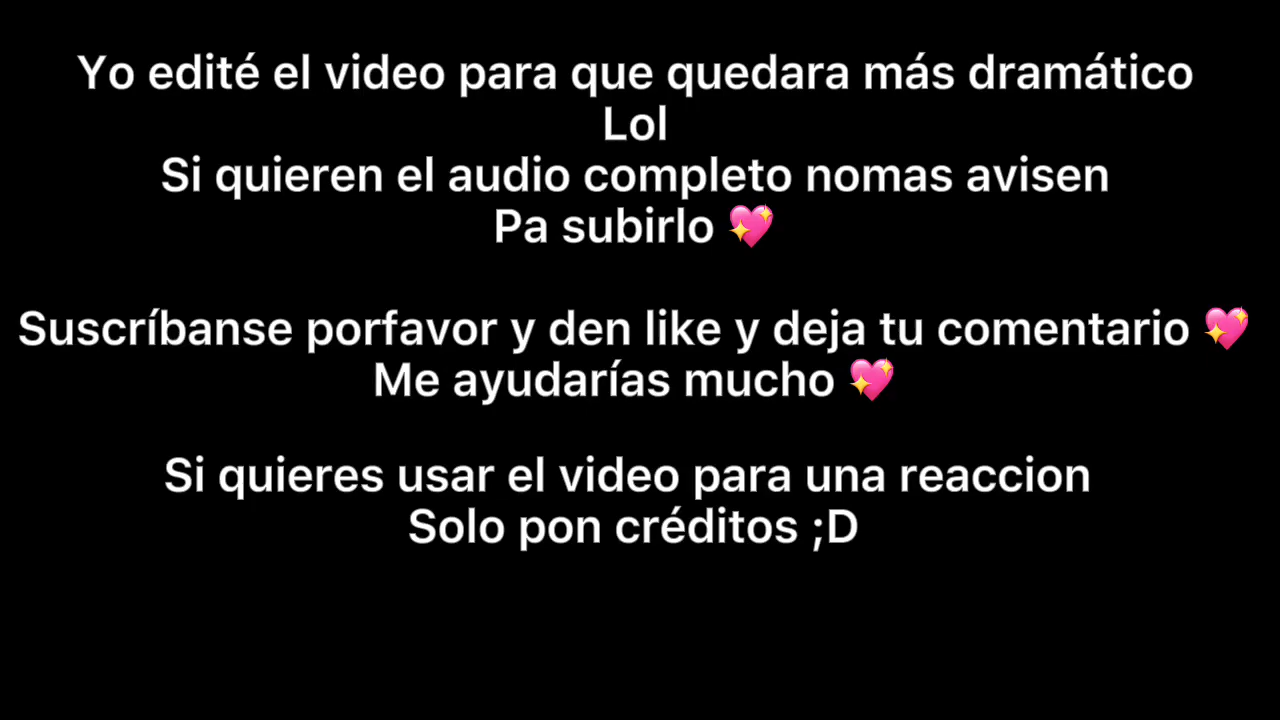 Yo edité el video para que quedara más dramático
Lol
Si quieren el audio completo nomas avisen
Pa subirlo 💖
Suscríbanse porfavor y den like y deja tu comentario 💖
Me ayudarías mucho 💖
Si quieres usar el video para una reaccion
Solo pon créditos ;D